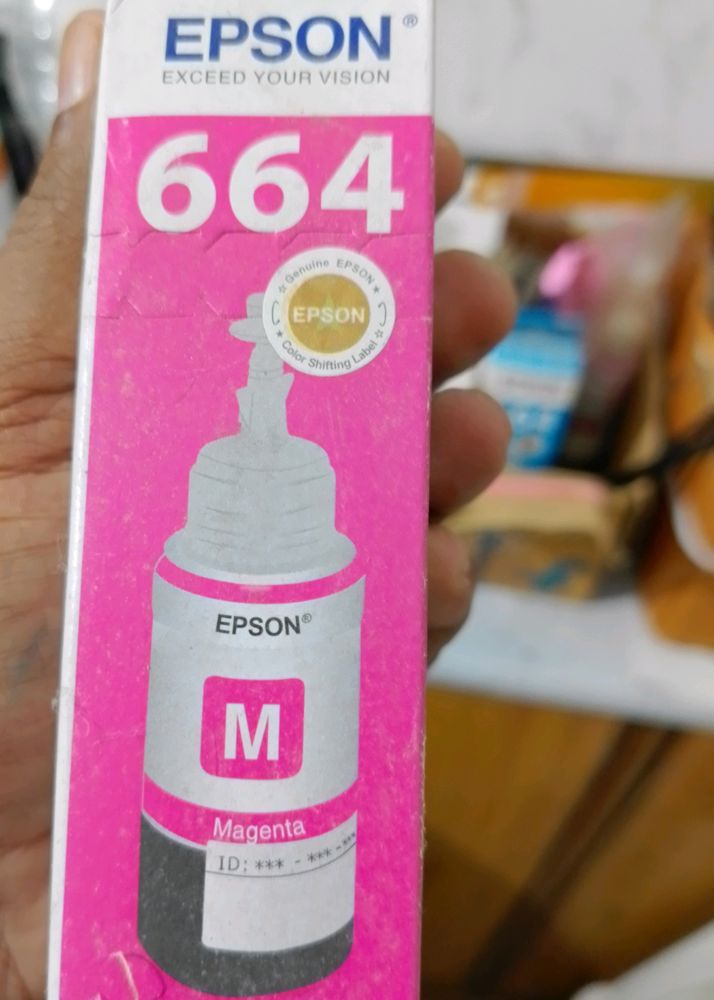 EPSON®
EXCEED YOUR VISION
664
Genuine EPSON
EPSON
Color Shifting Label
EPSON®
M
Magenta
ID: *** - *** - **